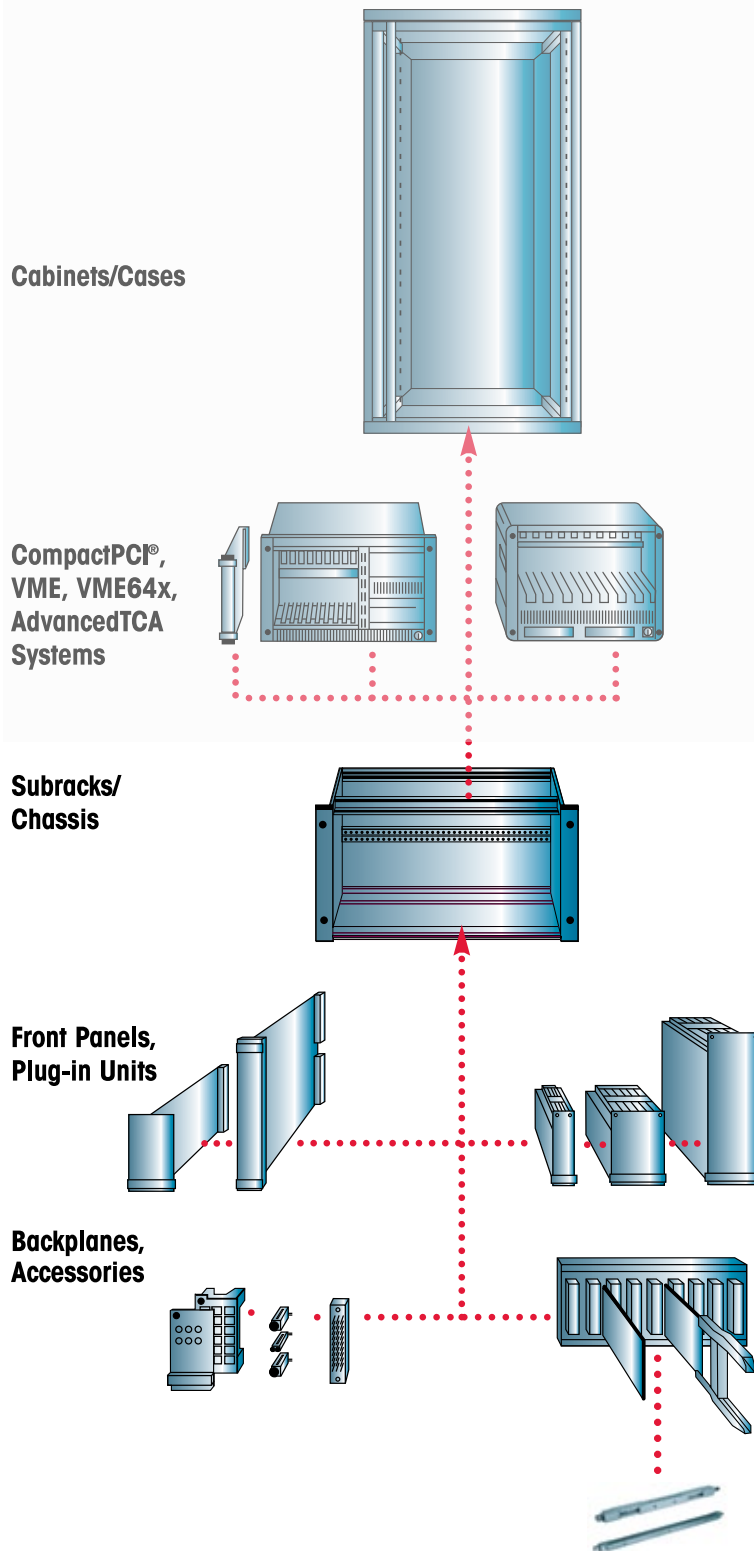 Cabinets/Cases
CompactPCI®,
VME, VME64x,
AdvancedTCA
Systems
Subracks/
Chassis
Front Panels,
Plug-in Units
Backplanes,
Accessories